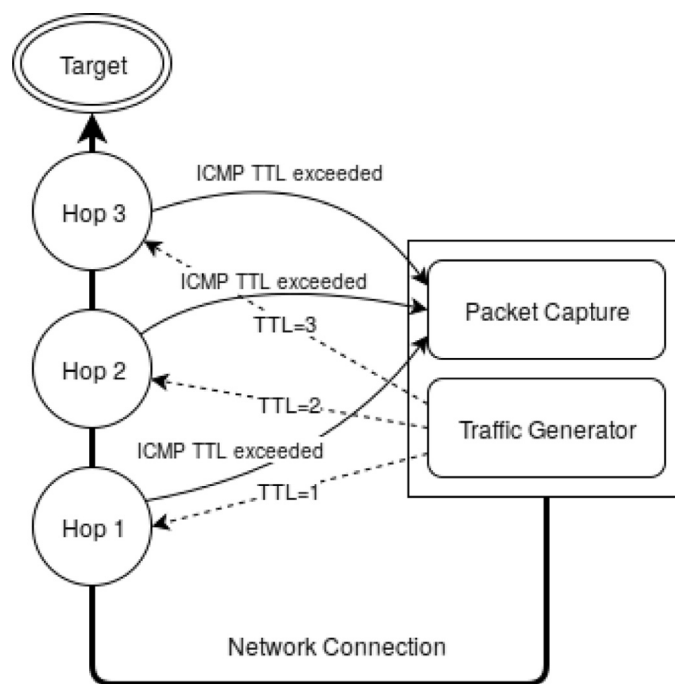 Target
ICMP TTL exceeded
Hop 3
ICMP TTL exceeded
Packet Capture
TTL=3
Hop 2
TTL=2
Traffic Generator
ICMP TTL exceeded
TTL=1
Hop 1
Network Connection